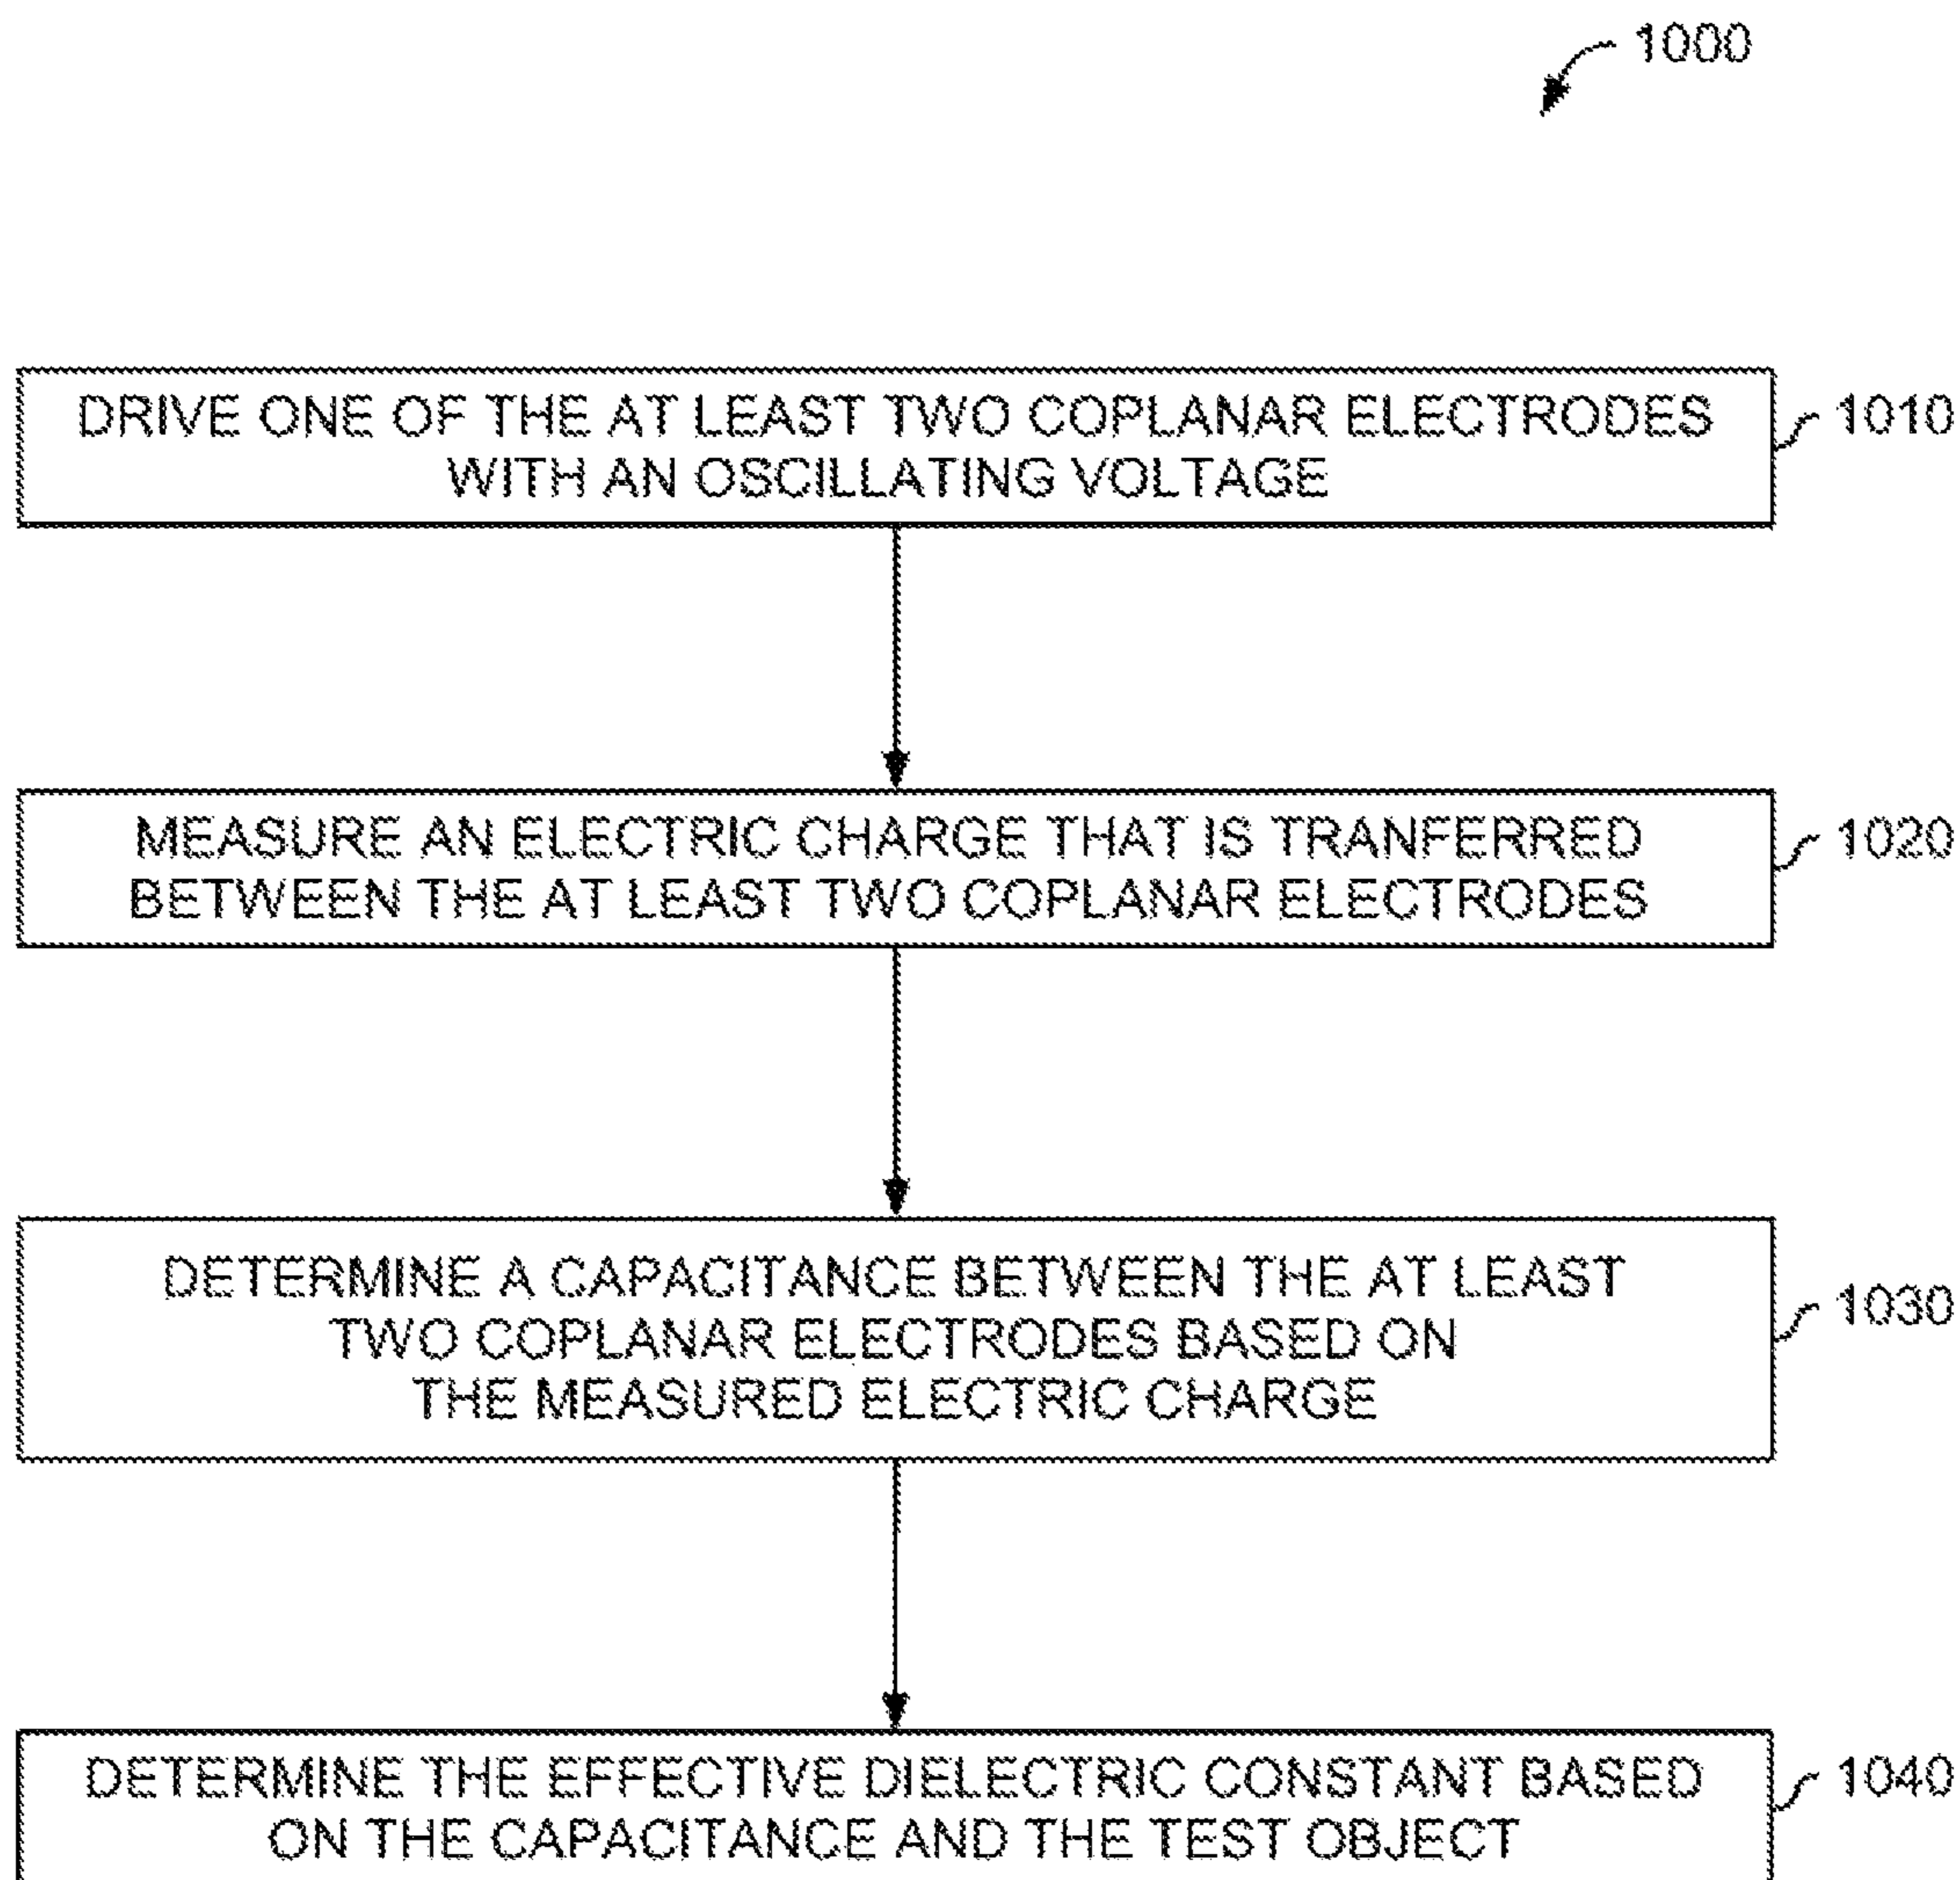 1000
DRIVE ONE OF THE AT LEAST TWO COPLANAR ELECTRODES
WITH AN OSCILLATING VOLTAGE
1010
MEASURE AN ELECTRIC CHARGE THAT IS TRANFERRED
BETWEEN THE AT LEAST TWO COPLANAR ELECTRODES
1020
DETERMINE A CAPACITANCE BETWEEN THE AT LEAST
TWO COPLANAR ELECTRODES BASED ON
THE MEASURED ELECTRIC CHARGE
1030
DETERMINE THE EFFECTIVE DIELECTRIC CONSTANT BASED
ON THE CAPACITANCE AND THE TEST OBJECT
1040